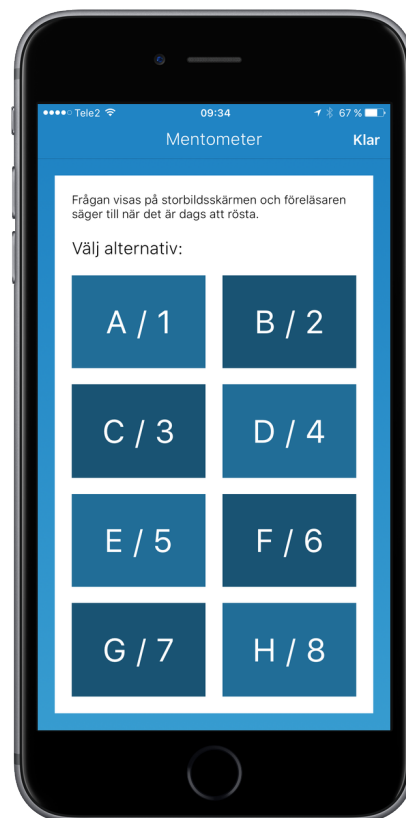 Tele2 09:34 67 %
Mentometer Klar
Frågan visas på storbildsskärmen och föreläsaren
säger till när det är dags att rösta.
Välj alternativ:
A / 1 B / 2
C / 3 D / 4
E / 5 F / 6
G / 7 H / 8